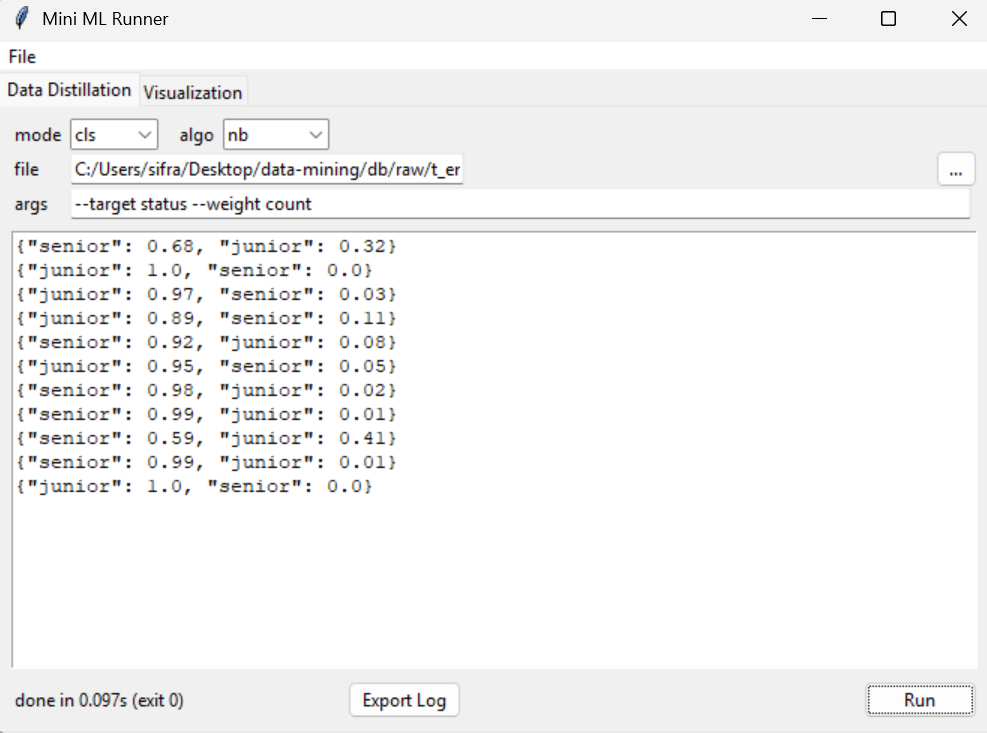 Mini ML Runner
File
Data Distillation Visualization
mode cls algo nb
file C:/Users/sifra/Desktop/data-mining/db/raw/t_er ...
args --target status --weight count
{"senior": 0.68, "junior": 0.32}
{"junior": 1.0, "senior": 0.0}
{"junior": 0.97, "senior": 0.03}
{"junior": 0.89, "senior": 0.11}
{"senior": 0.92, "junior": 0.08}
{"junior": 0.95, "senior": 0.05}
{"senior": 0.98, "junior": 0.02}
{"senior": 0.99, "junior": 0.01}
{"senior": 0.59, "junior": 0.41}
{"senior": 0.99, "junior": 0.01}
{"junior": 1.0, "senior": 0.0}
done in 0.097s (exit 0) Export Log Run